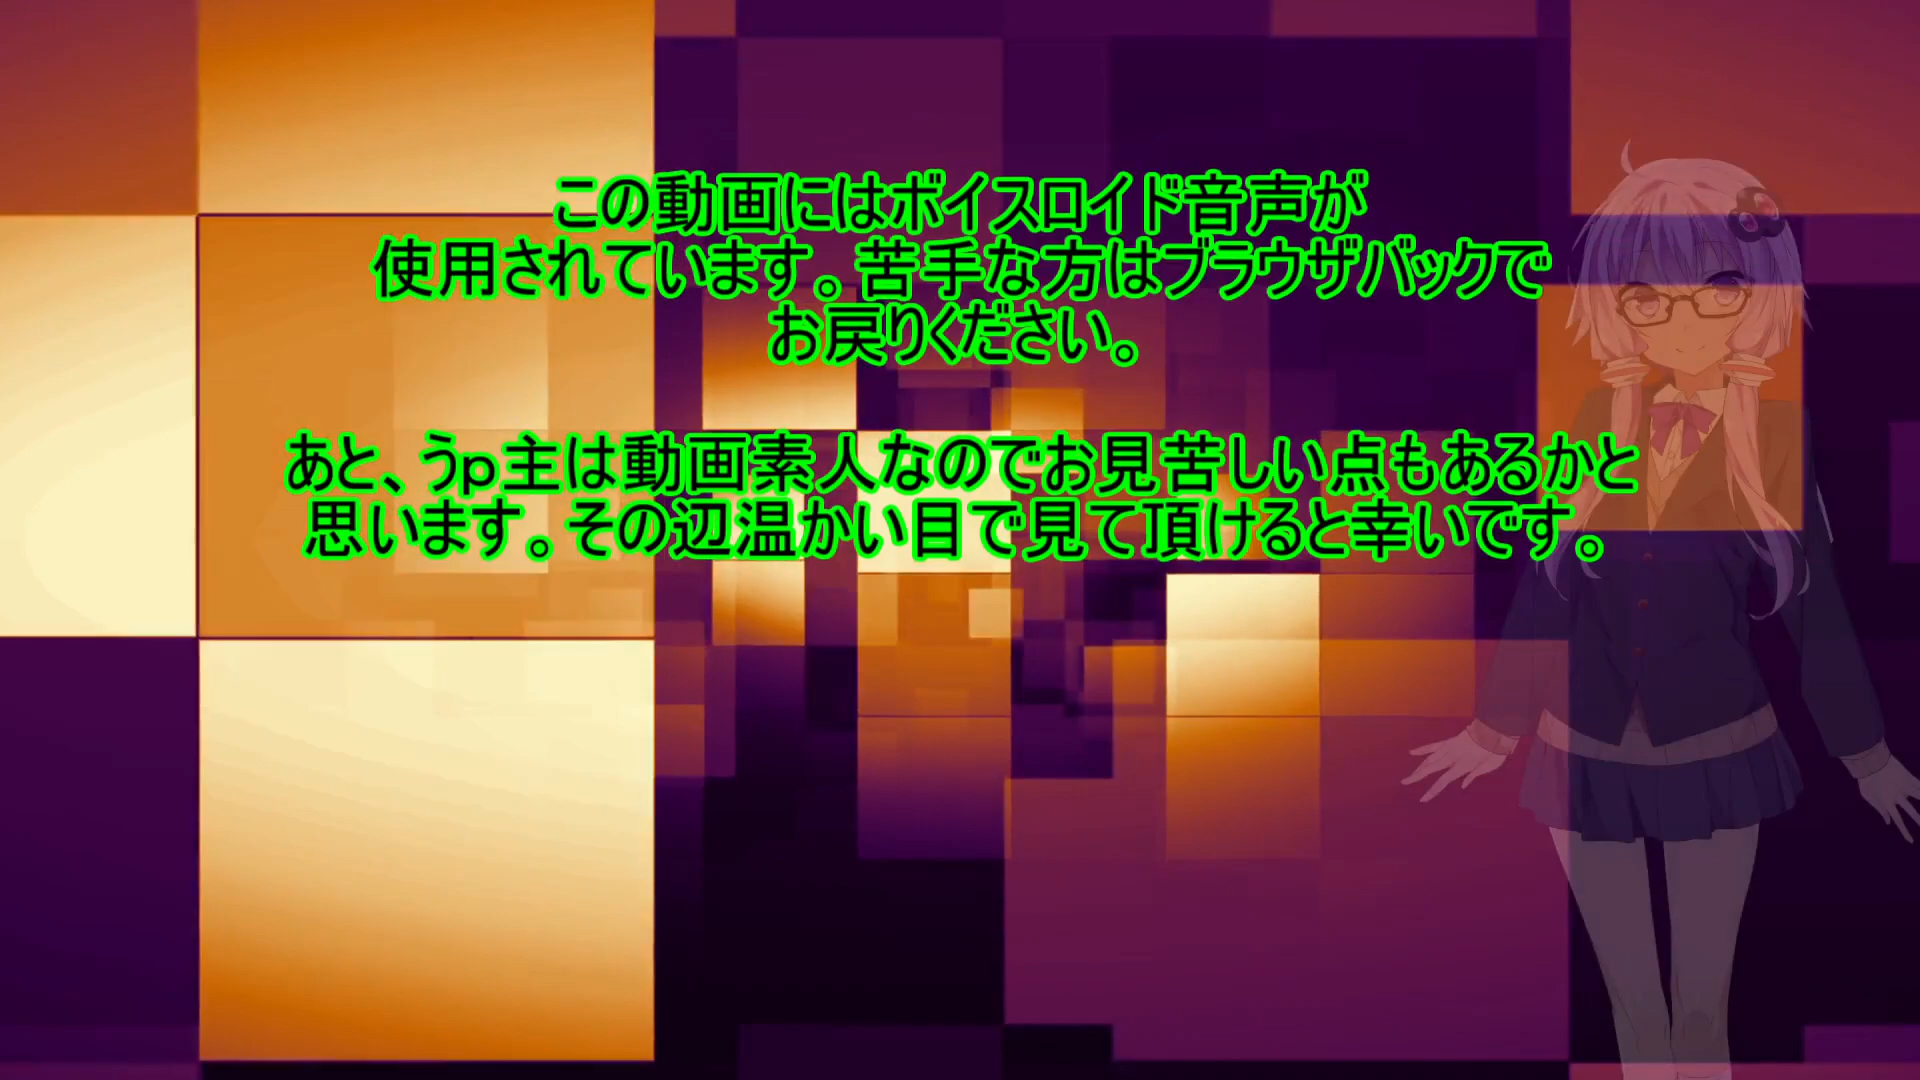 この動画にはボイスロイド音声が
使用されています。苦手な方はブラウザバックで
お戻りください。
あと、うｐ主は動画素人なのでお見苦しい点もあるかと
思います。その辺温かい目で見て頂けると幸いです。